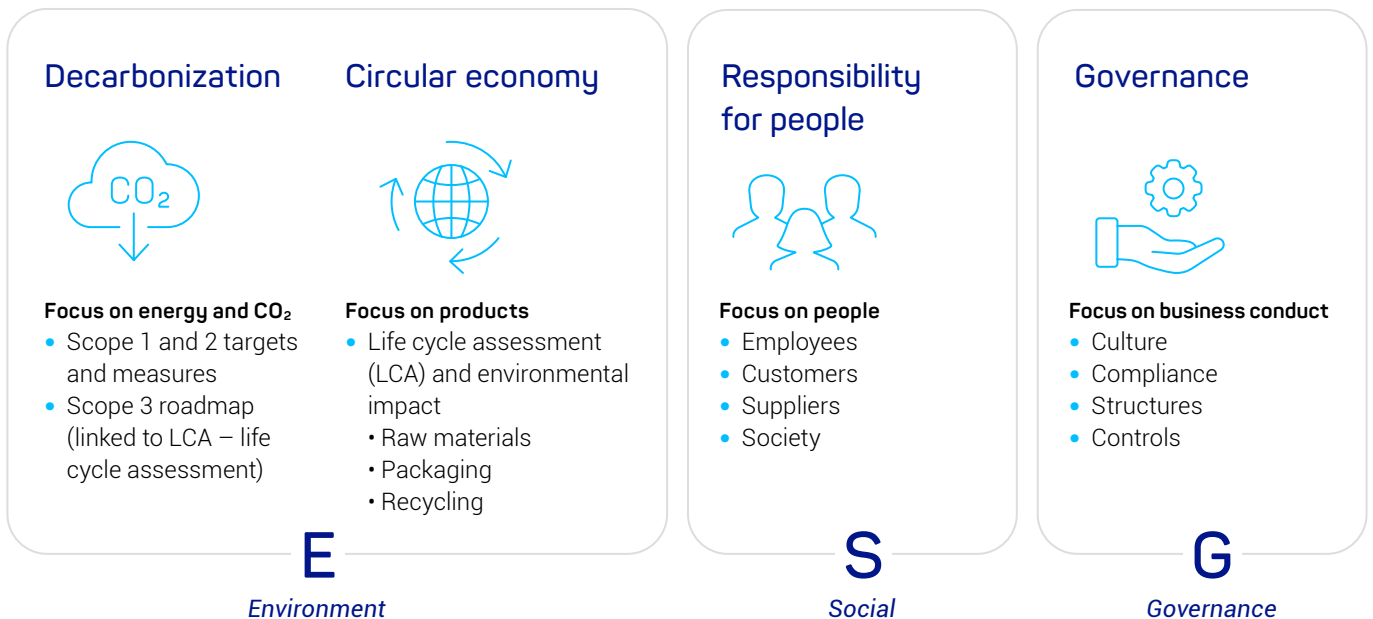 Decarbonization
CO₂
Focus on energy and CO₂
• Scope 1 and 2 targets
and measures
• Scope 3 roadmap
(linked to LCA – life
cycle assessment)
Circular economy
Focus on products
• Life cycle assessment
(LCA) and environmental
impact
• Raw materials
• Packaging
• Recycling
E
Environment
Responsibility
for people
Focus on people
• Employees
• Customers
• Suppliers
• Society
S
Social
Governance
Focus on business conduct
• Culture
• Compliance
• Structures
• Controls
G
Governance